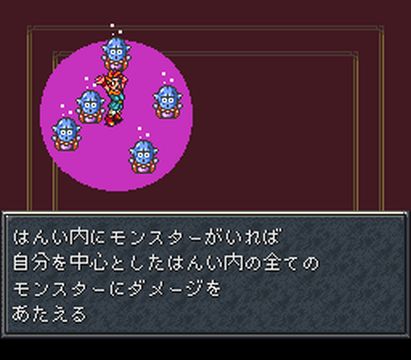 はんい内にモンスターがいれば
自分を中心としたはんい内の全ての
モンスターにダメージを
あたえる